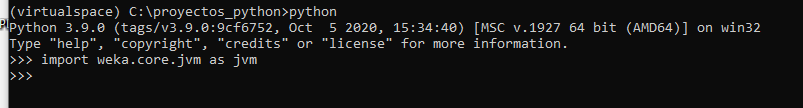 (virtualspace) C:\proyectos_python>python
Python 3.9.0 (tags/v3.9.0:9cf6752, Oct  5 2020, 15:34:40) [MSC v.1927 64 bit (AMD64)] on win32
Type "help", "copyright", "credits" or "license" for more information.
>>> import weka.core.jvm as jvm
>>>